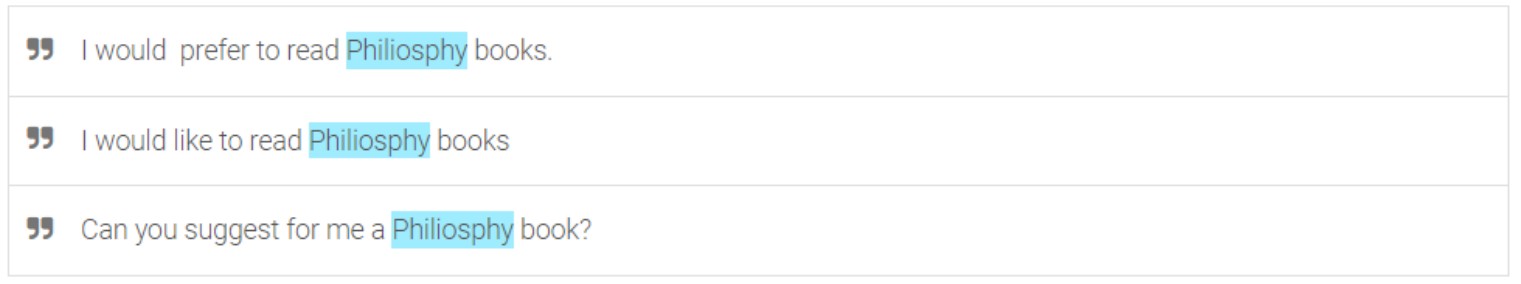 I would  prefer to read Philiosphy books.
I would like to read Philiosphy books
Can you suggest for me a Philiosphy book?